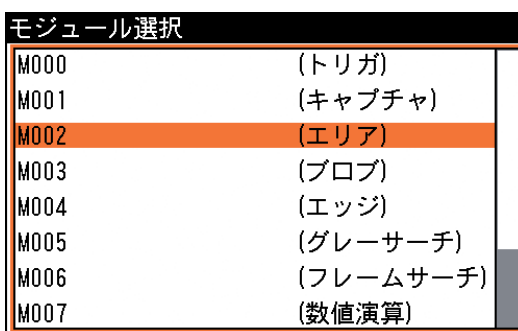 モジュール選択
M000 (トリガ)
M001 (キャプチャ)
M002 (エリア)
M003 (ブロブ)
M004 (エッジ)
M005 (グレーサーチ)
M006 (フレームサーチ)
M007 (数値演算)